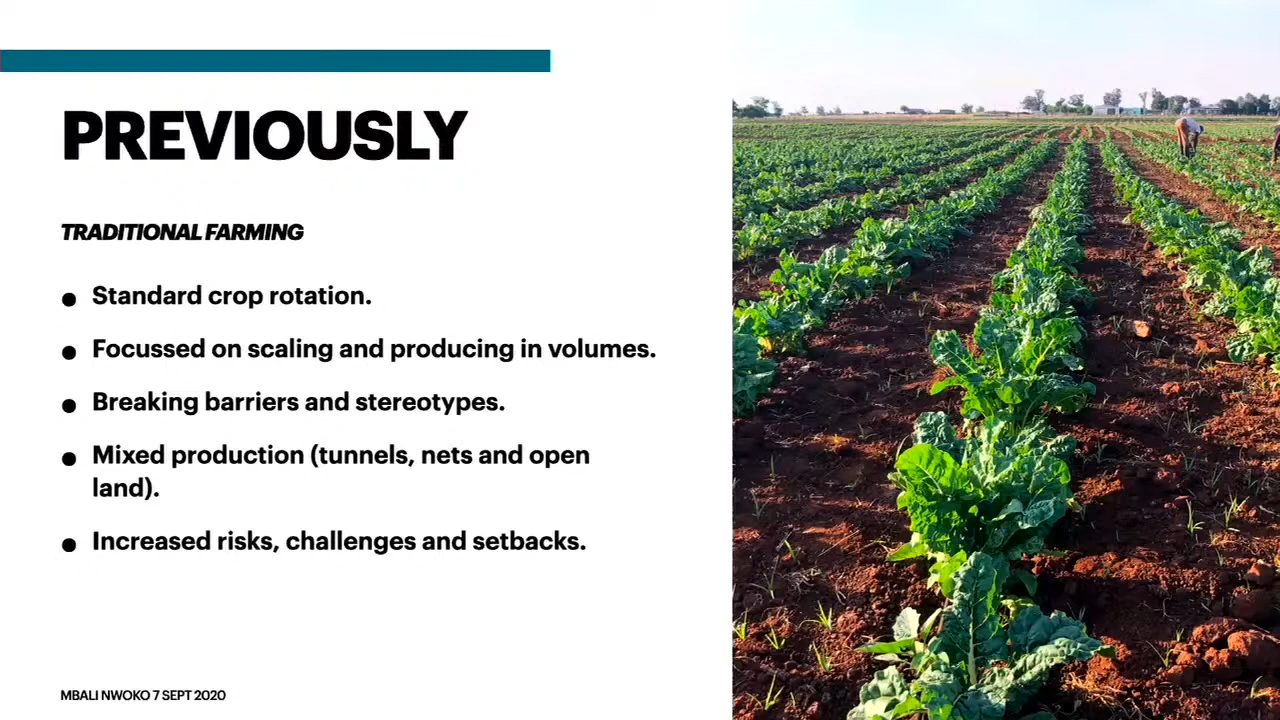 PREVIOUSLY
TRADITIONAL FARMING
● Standard crop rotation.
● Focussed on scaling and producing in volumes.
● Breaking barriers and stereotypes.
● Mixed production (tunnels, nets and open
land).
● Increased risks, challenges and setbacks.
MBALI NWOKO 7 SEPT 2020